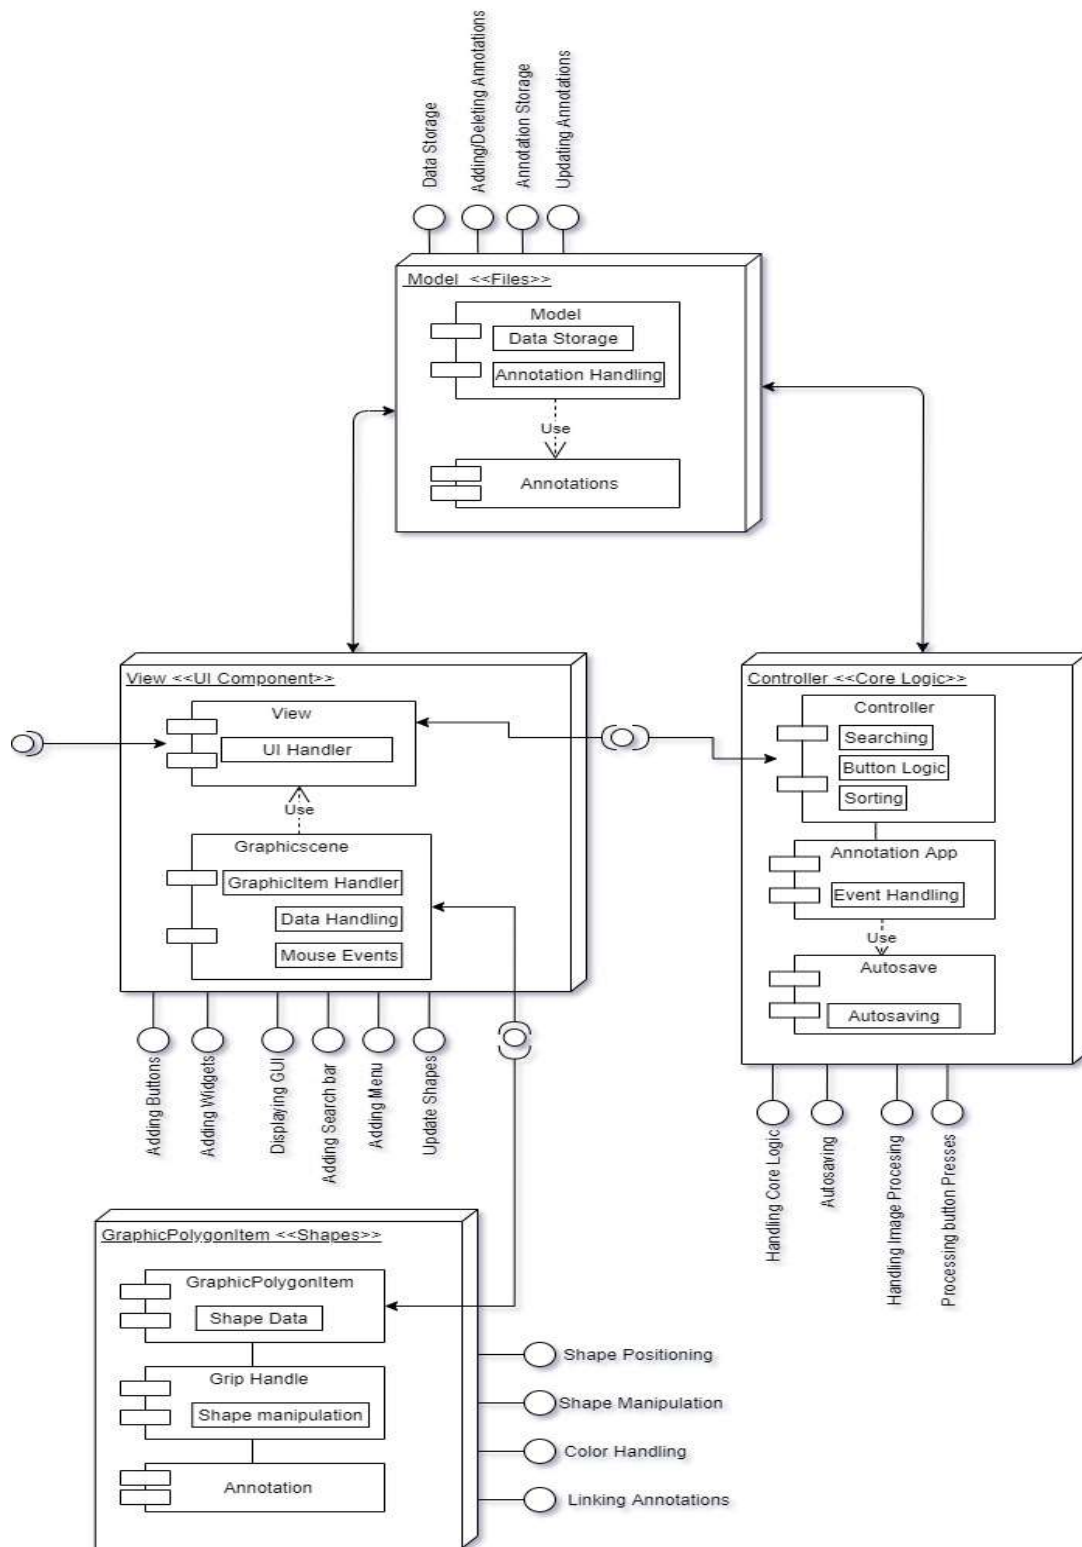 Data Storage
Adding/Deleting Annotations
Annotation Storage
Updating Annotations
Model <<Files>>
Model
Data Storage
Annotation Handling
Use
Annotations
View <<UI Component>>
View
UI Handler
Use
Graphicscene
GraphicItem Handler
Data Handling
Mouse Events
Controller <<Core Logic>>
Controller
Searching
Button Logic
Sorting
Annotation App
Event Handling
Use
Autosave
Autosaving
Adding Buttons
Adding Widgets
Displaying GUI
Adding Search bar
Adding Menu
Update Shapes
Handling Core Logic
Autosaving
Handling Image Procesing
Processing button Presses
GraphicPolygonItem <<Shapes>>
GraphicPolygonItem
Shape Data
Grip Handle
Shape manipulation
Annotation
Shape Positioning
Shape Manipulation
Color Handling
Linking Annotations